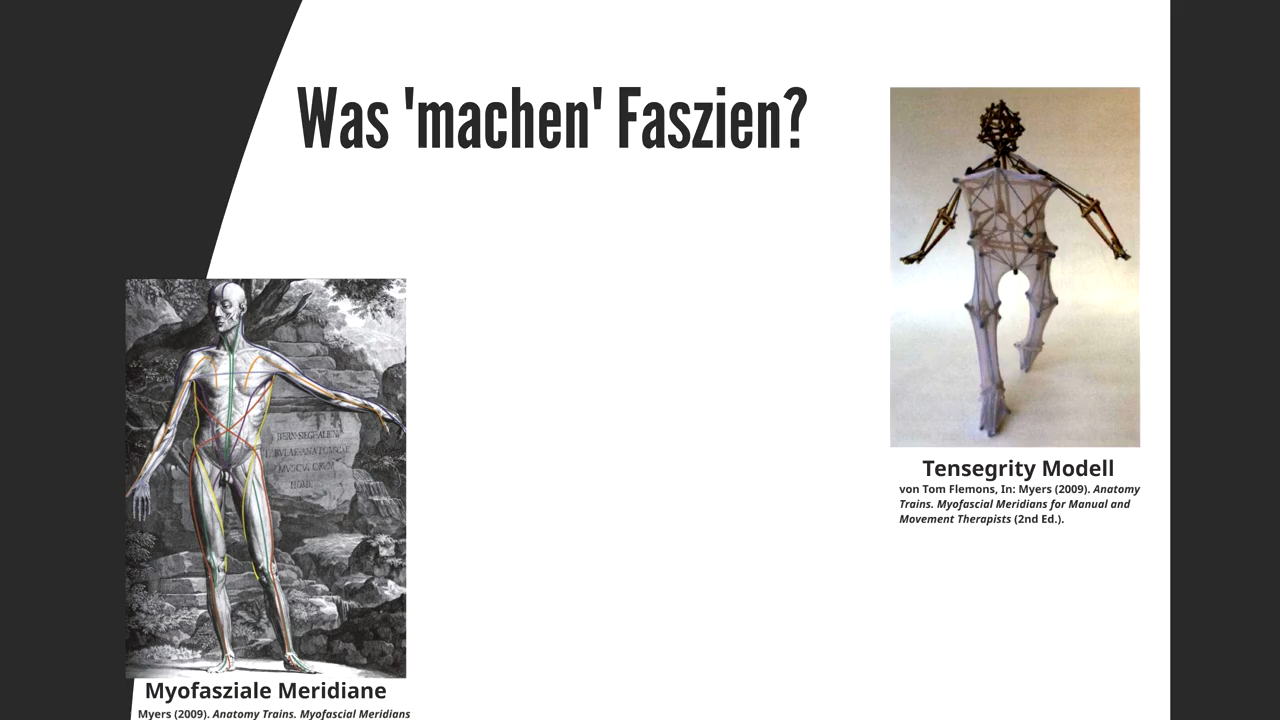 Was 'machen' Faszien?
Tensegrity Modell
von Tom Flemons, In: Myers (2009). Anatomy
Trains. Myofascial Meridians for Manual and
Movement Therapists (2nd Ed.).
HOME
Myofasziale Meridiane
Myers (2009). Anatomy Trains. Myofascial Meridians